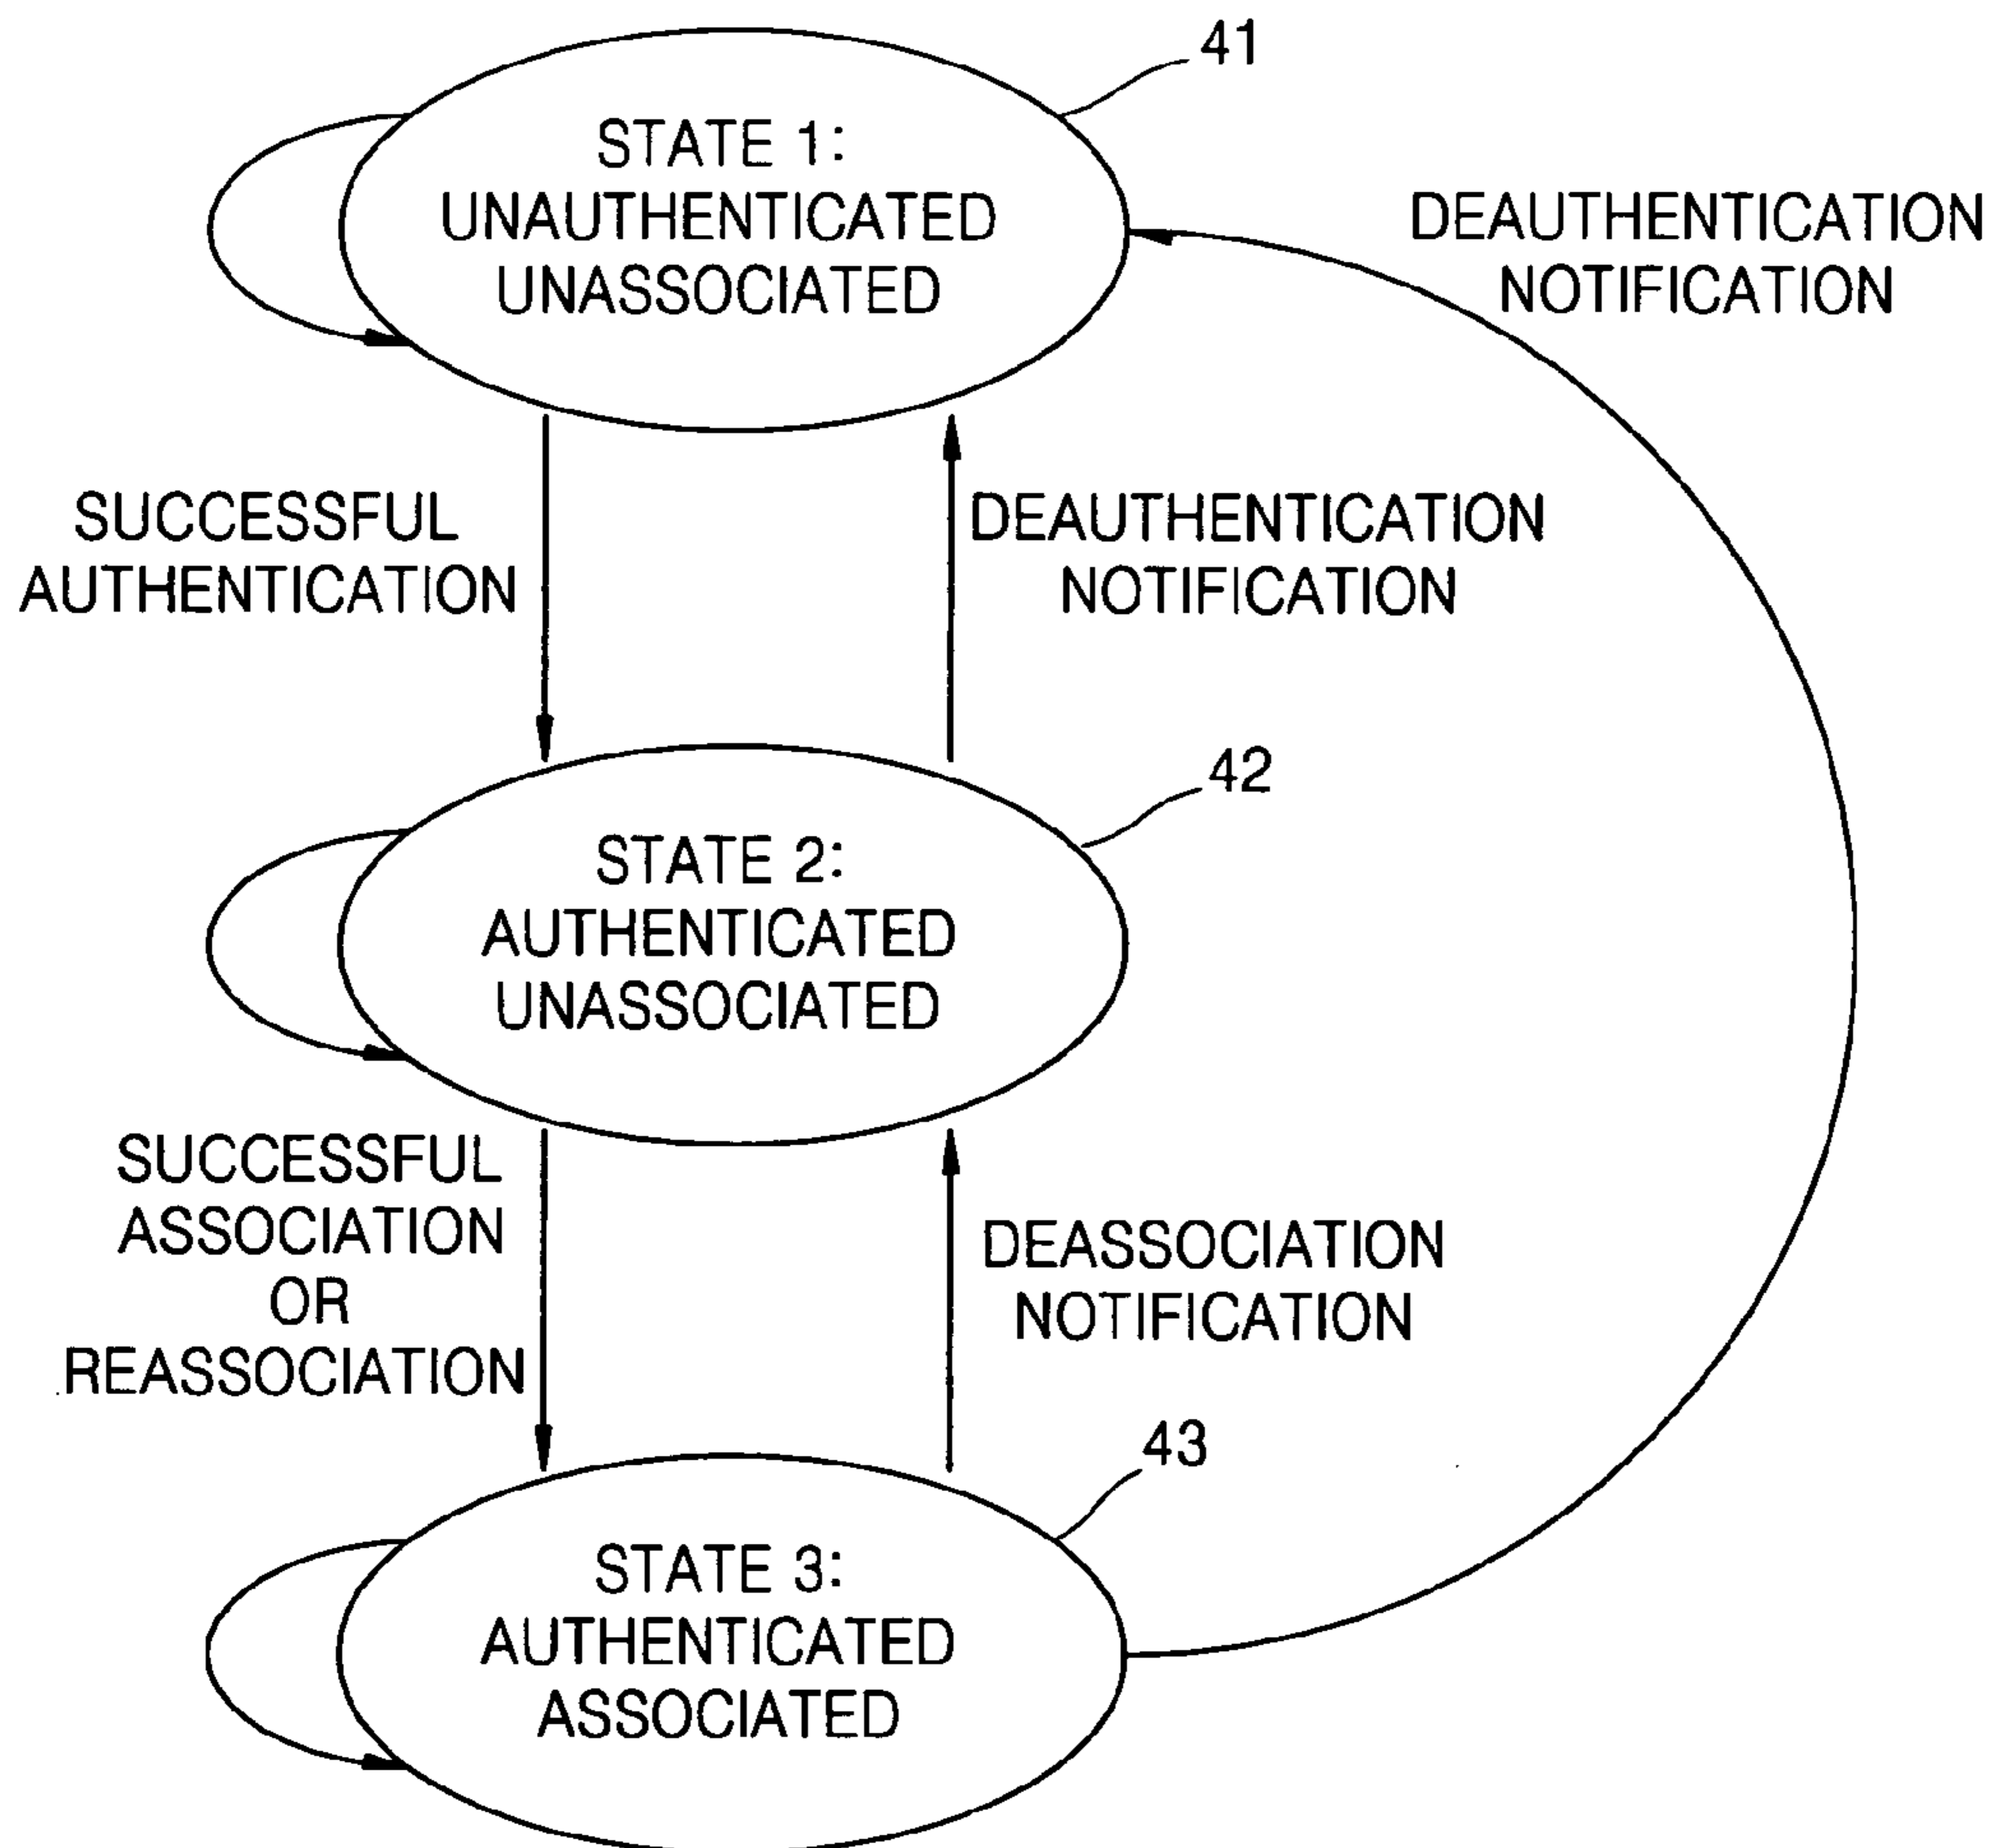 41
STATE 1:
UNAUTHENTICATED
UNASSOCIATED
DEAUTHENTICATION
NOTIFICATION
SUCCESSFUL
AUTHENTICATION
DEAUTHENTICATION
NOTIFICATION
42
STATE 2:
AUTHENTICATED
UNASSOCIATED
SUCCESSFUL
ASSOCIATION
OR
REASSOCIATION
DEASSOCIATION
NOTIFICATION
43
STATE 3:
AUTHENTICATED
ASSOCIATED